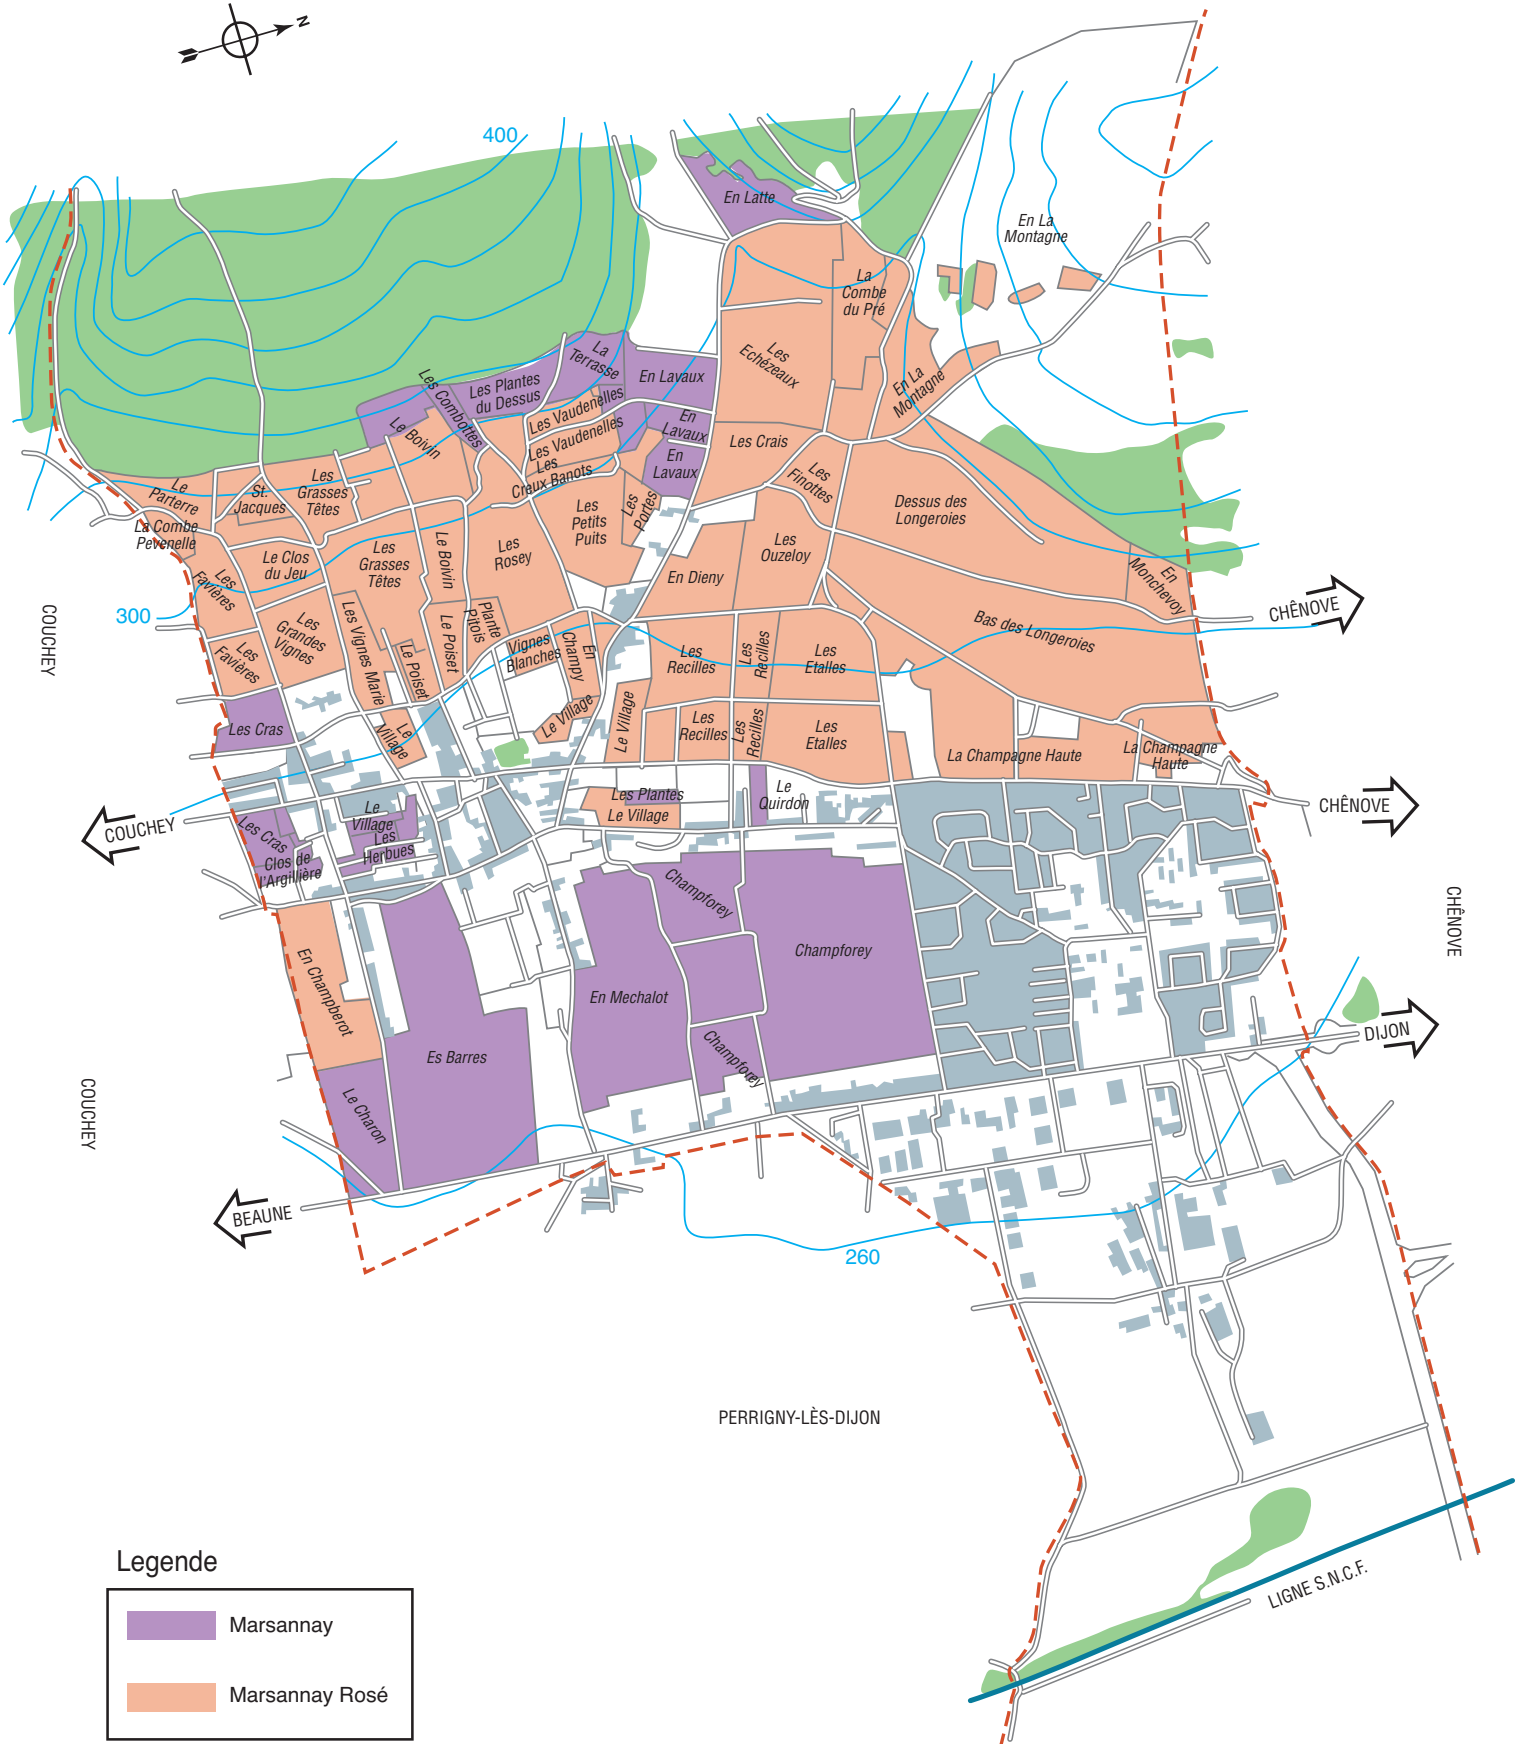 N
400
En Latte
En La
Montagne
La
Combe
du Pré
La
Terrasse
Les
Echézeaux
En Lavaux
Les Plantes
du Dessus
Les Combottes
En La
Montagne
Les Vaudenelles
En
Lavaux
Le Boivin
Les Vaudenelles
Les Crais
En
Lavaux
Les
Creux Banots
Les
Finottes
Le
Parterre
St.
Jacques
Les
Grasses
Têtes
Les
Portes
Dessus des
Longeroies
Les
Petits
Puits
La Combe
Pevenelle
Le Clos
du Jeu
Les
Grasses
Têtes
Le Boivin
Les
Rosey
Les
Ouzeloy
En Dieny
En
Monchevoy
Les
Favières
CHÊNOVE
300
COUCHEY
Les
Grandes
Vignes
Les Vignes Marie
Le Poiset
Plante
Pitois
Vignes
Blanches
En
Champy
Bas des Longeroies
Les
Favières
Le Poiset
Les
Recilles
Les
Recilles
Les
Etalles
Les Cras
Le
Village
Le Village
Le Village
Les
Recilles
Les
Recilles
Les
Etalles
La Champagne Haute
La Champagne
Haute
Les Plantes
Le
Quirdon
Le Village
CHÊNOVE
COUCHEY
Le
Village
Les Cras
Les
Herbues
Clos de
l'Argillière
Champforey
Champforey
CHÊNOVE
En Champberot
En Mechalot
Es Barres
Champforey
DIJON
Le Charon
COUCHEY
BEAUNE
260
PERRIGNY-LÈS-DIJON
LIGNE S.N.C.F.
Legende
Marsannay
Marsannay Rosé